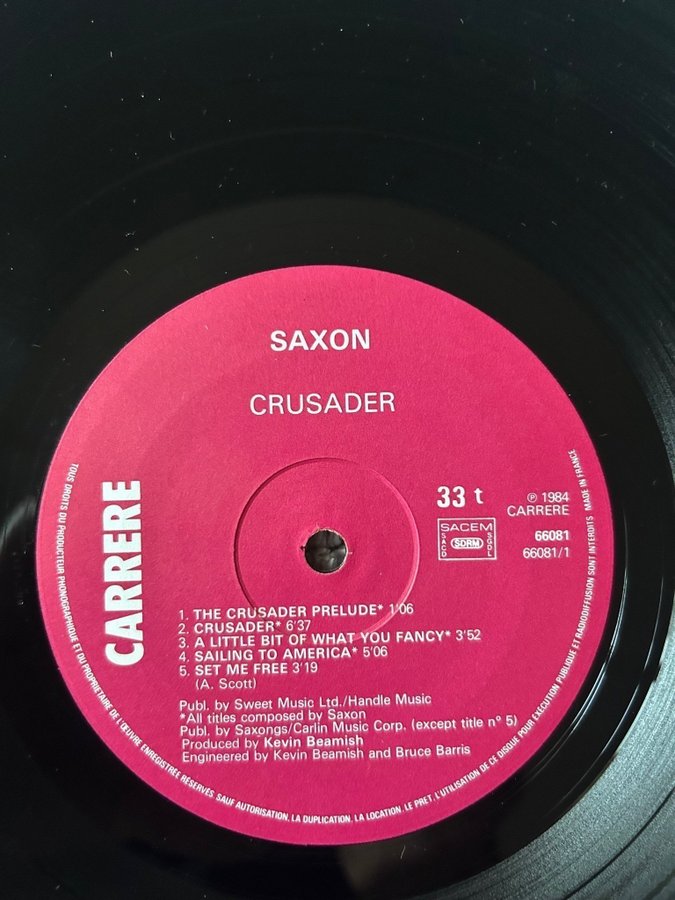 SAXON
CRUSADER
CARRERE
33 t
℗ 1984
CARRERE
SACEM
SACD
SDRM
SGDL
66081
66081/1
1. THE CRUSADER PRELUDE* 1'06
2. CRUSADER* 6'37
3. A LITTLE BIT OF WHAT YOU FANCY* 3'52
4. SAILING TO AMERICA* 5'06
5. SET ME FREE 3'19
(A. Scott)
Publ. by Sweet Music Ltd./Handle Music
*All titles composed by Saxon
Publ. by Saxongs/Carlin Music Corp. (except title n° 5)
Produced by Kevin Beamish
Engineered by Kevin Beamish and Bruce Barris
TOUS DROITS DU PRODUCTEUR PHONOGRAPHIQUE ET DU PROPRIETAIRE DE L'ŒUVRE ENREGISTRÉE RÉSERVÉS. SAUF AUTORISATION, LA DUPLICATION, LA LOCATION, LE PRET, L'UTILISATION DE CE DISQUE POUR EXÉCUTION PUBLIQUE ET RADIODIFFUSION SONT INTERDITS MADE IN FRANCE